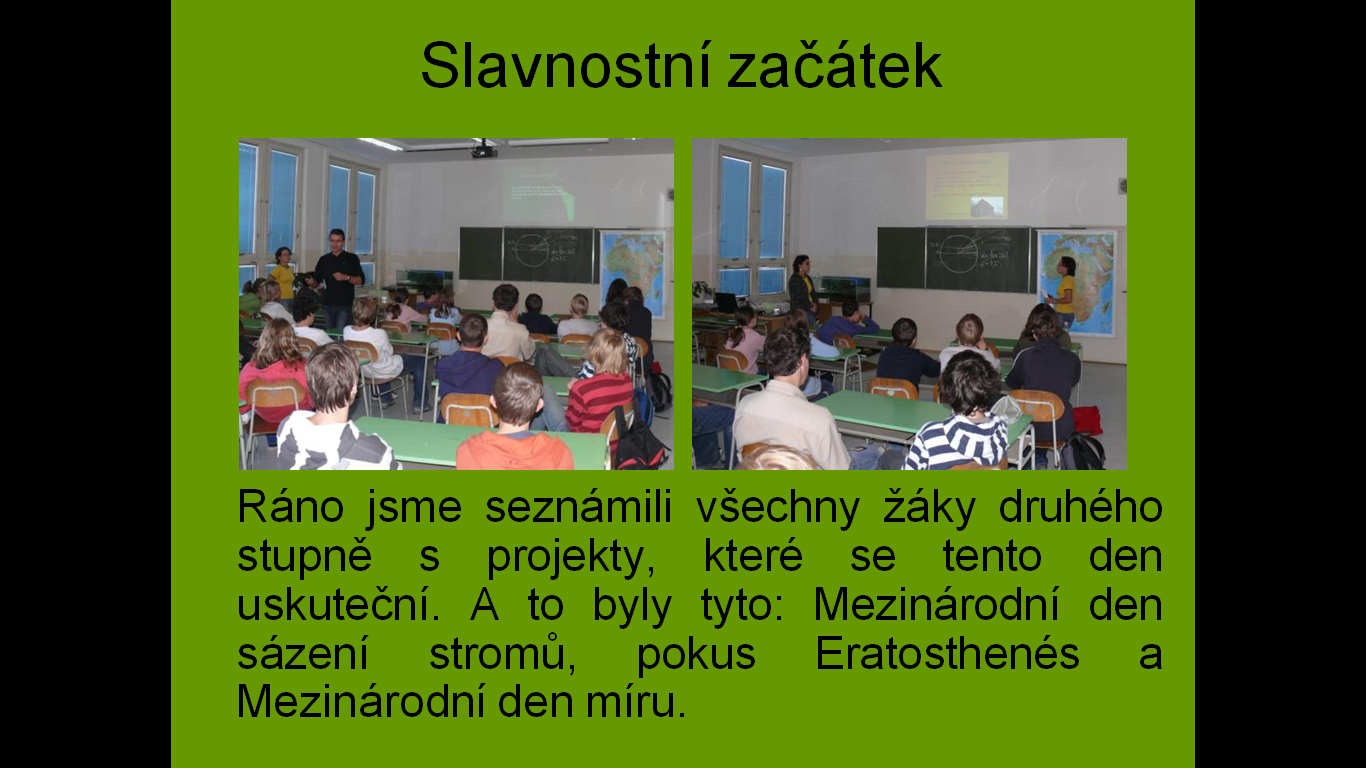 Slavnostní začátek
Ráno jsme seznámili všechny žáky druhého
stupně s projekty, které se tento den
uskuteční. A to byly tyto: Mezinárodní den
sázení stromů, pokus Eratosthenés a
Mezinárodní den míru.